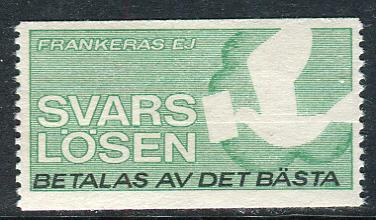 FRANKERAS EJ
SVARS
LÖSEN
BETALAS AV DET BÄSTA